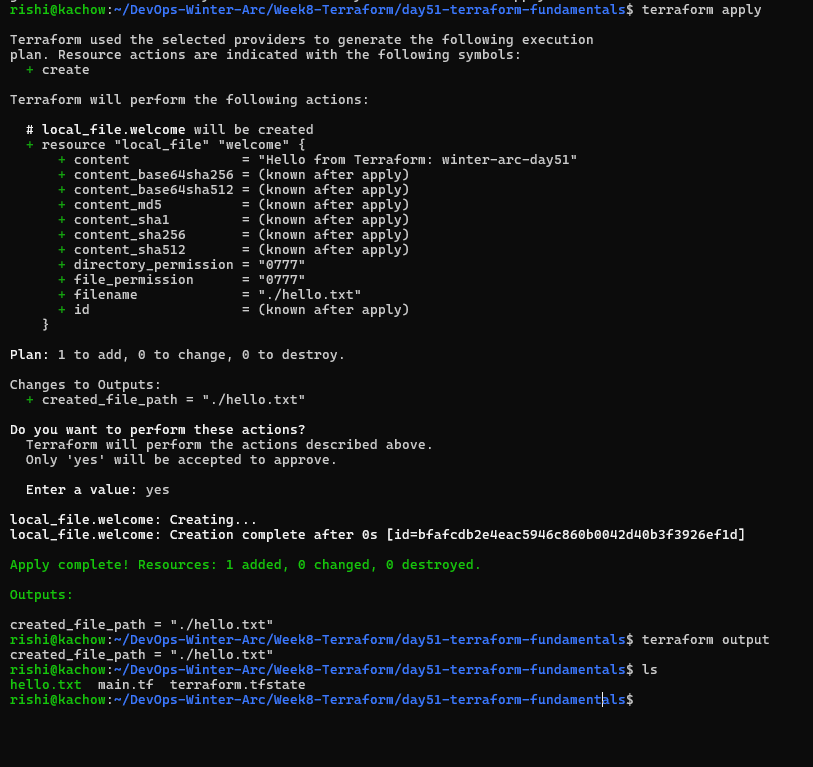 rishi@kachow:~/DevOps-Winter-Arc/Week8-Terraform/day51-terraform-fundamentals$ terraform apply
Terraform used the selected providers to generate the following execution
plan. Resource actions are indicated with the following symbols:
  + create
Terraform will perform the following actions:
  # local_file.welcome will be created
  + resource "local_file" "welcome" {
      + content              = "Hello from Terraform: winter-arc-day51"
      + content_base64sha256 = (known after apply)
      + content_base64sha512 = (known after apply)
      + content_md5          = (known after apply)
      + content_sha1         = (known after apply)
      + content_sha256       = (known after apply)
      + content_sha512       = (known after apply)
      + directory_permission = "0777"
      + file_permission      = "0777"
      + filename             = "./hello.txt"
      + id                   = (known after apply)
    }
Plan: 1 to add, 0 to change, 0 to destroy.
Changes to Outputs:
  + created_file_path = "./hello.txt"
Do you want to perform these actions?
  Terraform will perform the actions described above.
  Only 'yes' will be accepted to approve.
  Enter a value: yes
local_file.welcome: Creating...
local_file.welcome: Creation complete after 0s [id=bfafcdb2e4eac5946c860b0042d40b3f3926ef1d]
Apply complete! Resources: 1 added, 0 changed, 0 destroyed.
Outputs:
created_file_path = "./hello.txt"
rishi@kachow:~/DevOps-Winter-Arc/Week8-Terraform/day51-terraform-fundamentals$ terraform output
created_file_path = "./hello.txt"
rishi@kachow:~/DevOps-Winter-Arc/Week8-Terraform/day51-terraform-fundamentals$ ls
hello.txt  main.tf  terraform.tfstate
rishi@kachow:~/DevOps-Winter-Arc/Week8-Terraform/day51-terraform-fundamentals$